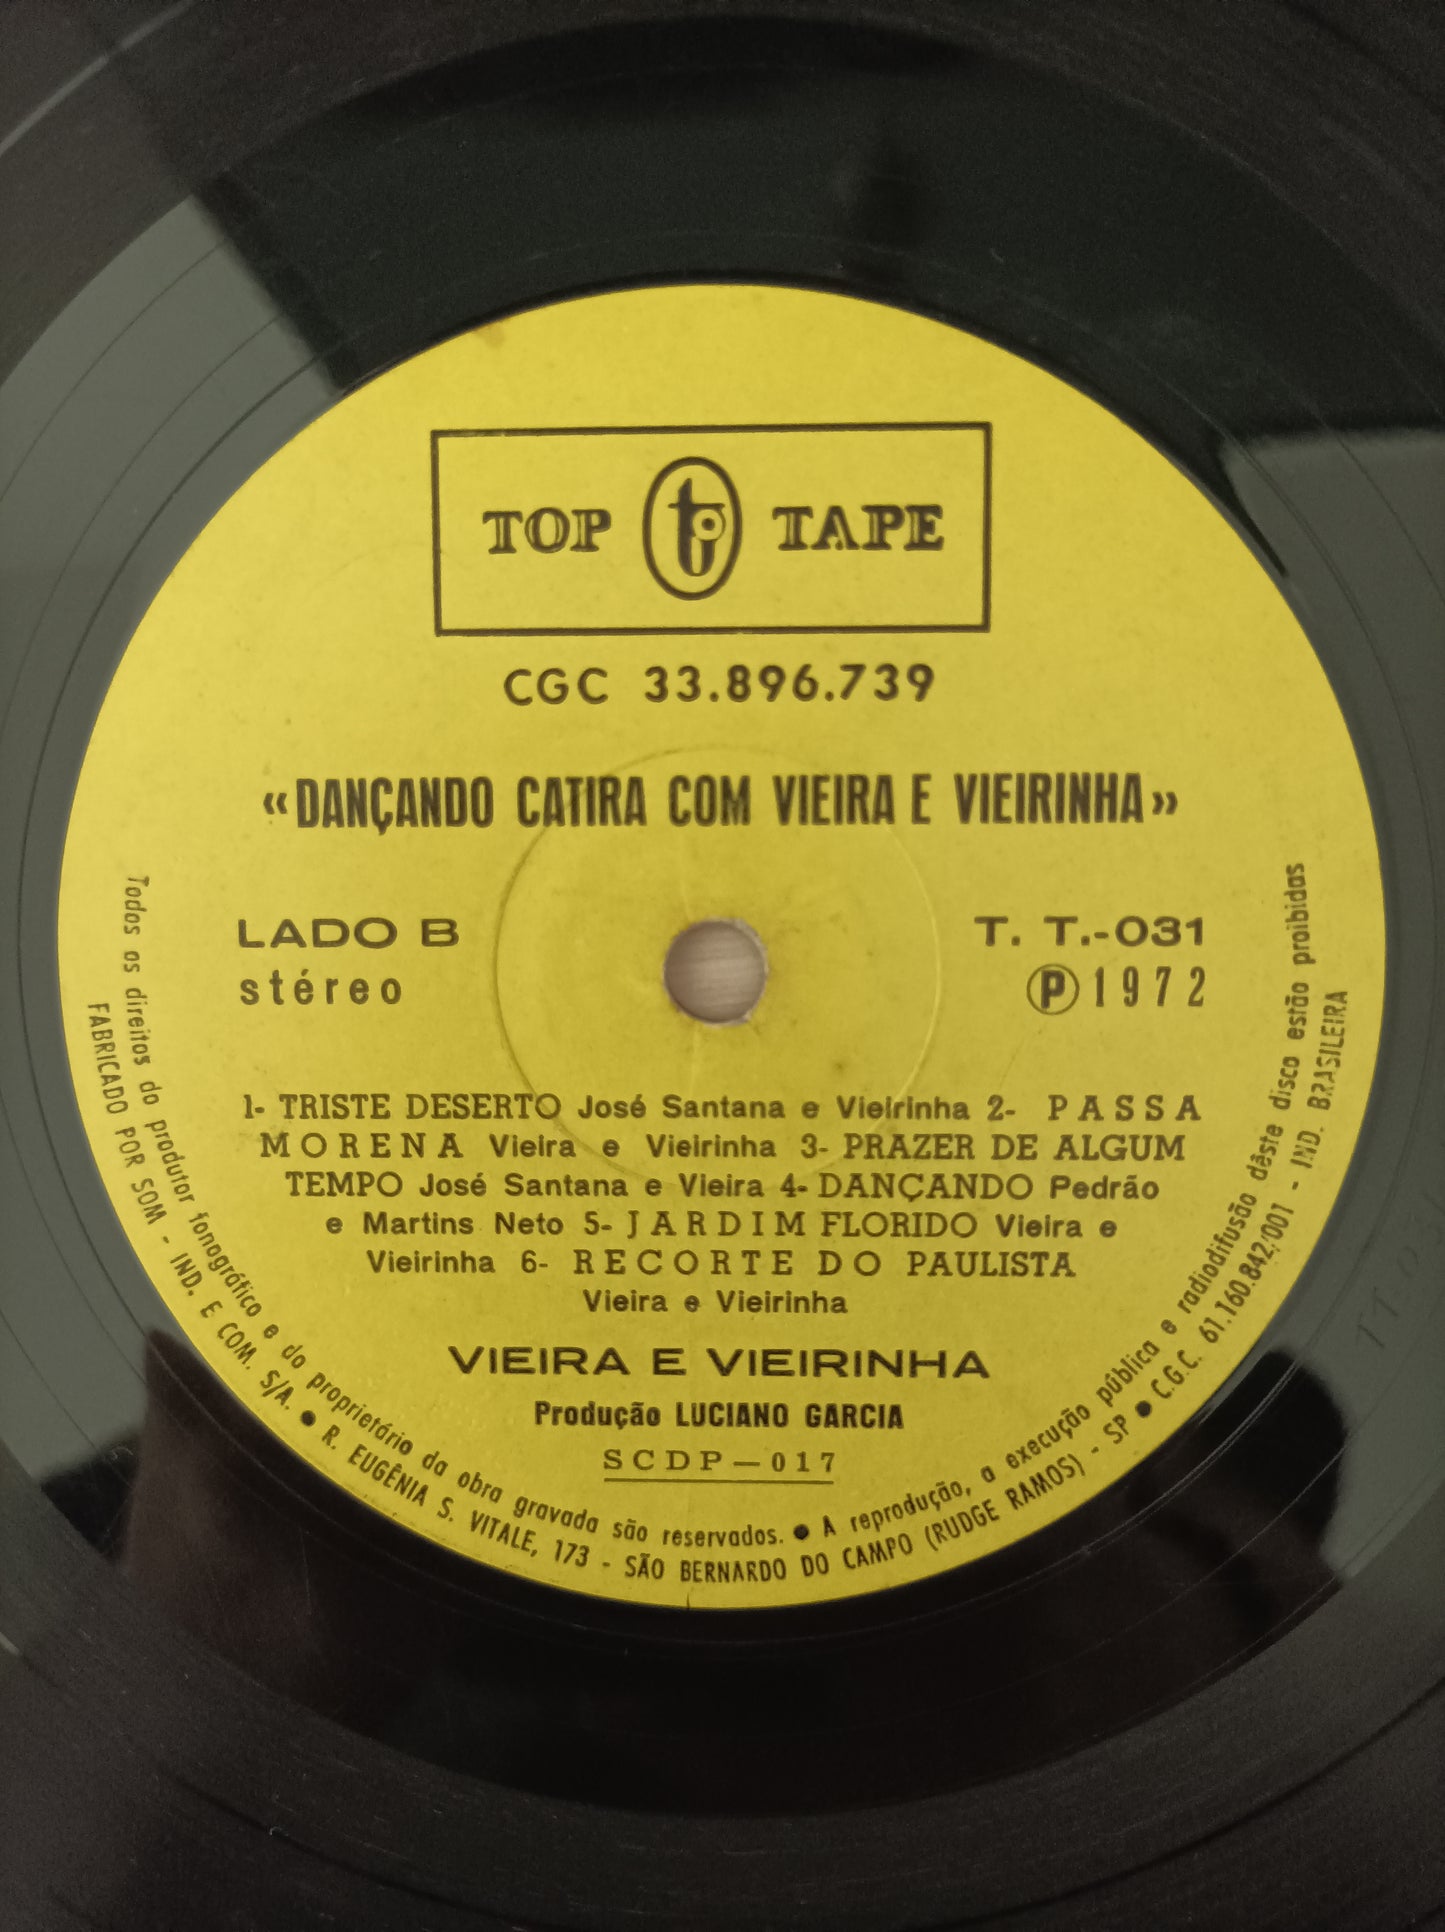 TOP t TAPE
CGC 33.896.739
«DANÇANDO CATIRA COM VIEIRA E VIEIRINHA»
LADO B
T. T.-031
stéreo
Ⓟ 1972
1- TRISTE DESERTO José Santana e Vieirinha 2- PASSA
MORENA Vieira e Vieirinha 3- PRAZER DE ALGUM
TEMPO José Santana e Vieira 4- DANÇANDO Pedrão
e Martins Neto 5- JARDIM FLORIDO Vieira e
Vieirinha 6- RECORTE DO PAULISTA
Vieira e Vieirinha
VIEIRA E VIEIRINHA
Produção LUCIANO GARCIA
SCDP—017
Todos os direitos do produtor fonográfico e do proprietário da obra gravada são reservados. ● A reprodução, a execução pública e radiodifusão dêste disco estão proibidas
FABRICADO POR SOM - IND. E COM. S/A. ● R. EUGÊNIA S. VITALE, 173 - SÃO BERNARDO DO CAMPO (RUDGE RAMOS) - SP ● C.G.C. 61.160.842/001 - IND. BRASILEIRA